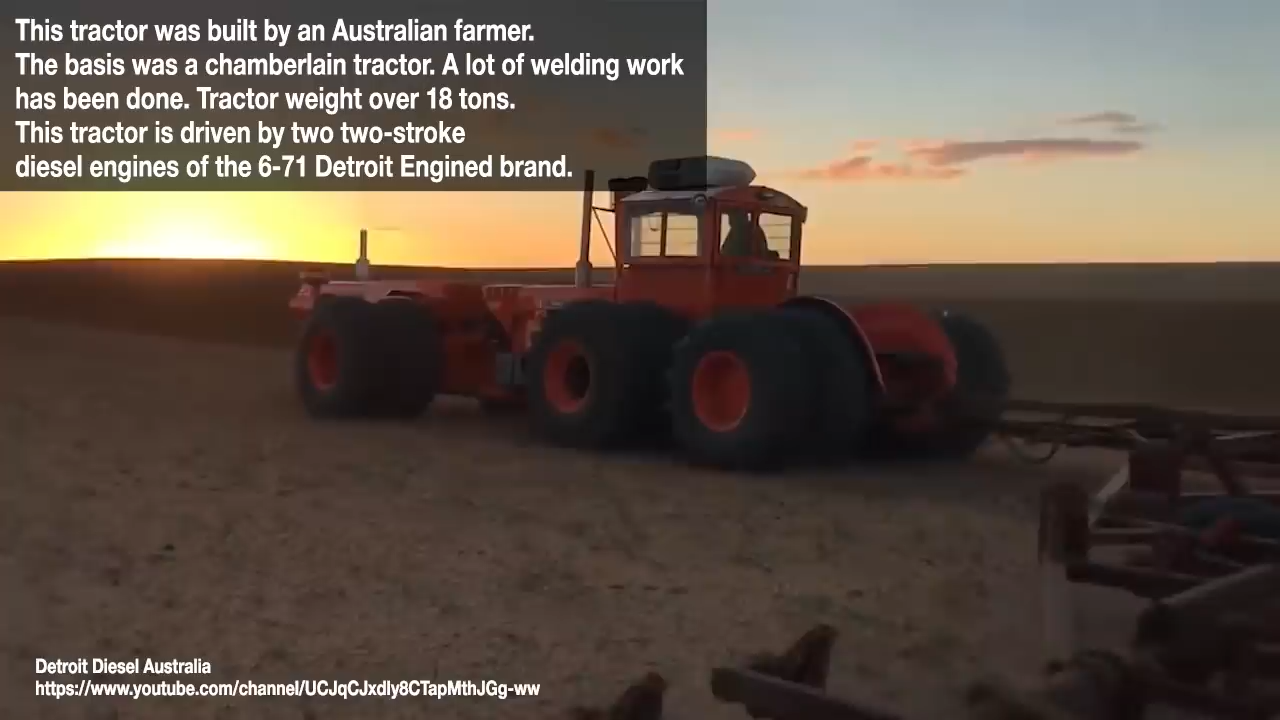 This tractor was built by an Australian farmer.
The basis was a chamberlain tractor. A lot of welding work
has been done. Tractor weight over 18 tons.
This tractor is driven by two two-stroke
diesel engines of the 6-71 Detroit Engined brand.
Detroit Diesel Australia
https://www.youtube.com/channel/UCJqCJxdIy8CTapMthJGg-ww